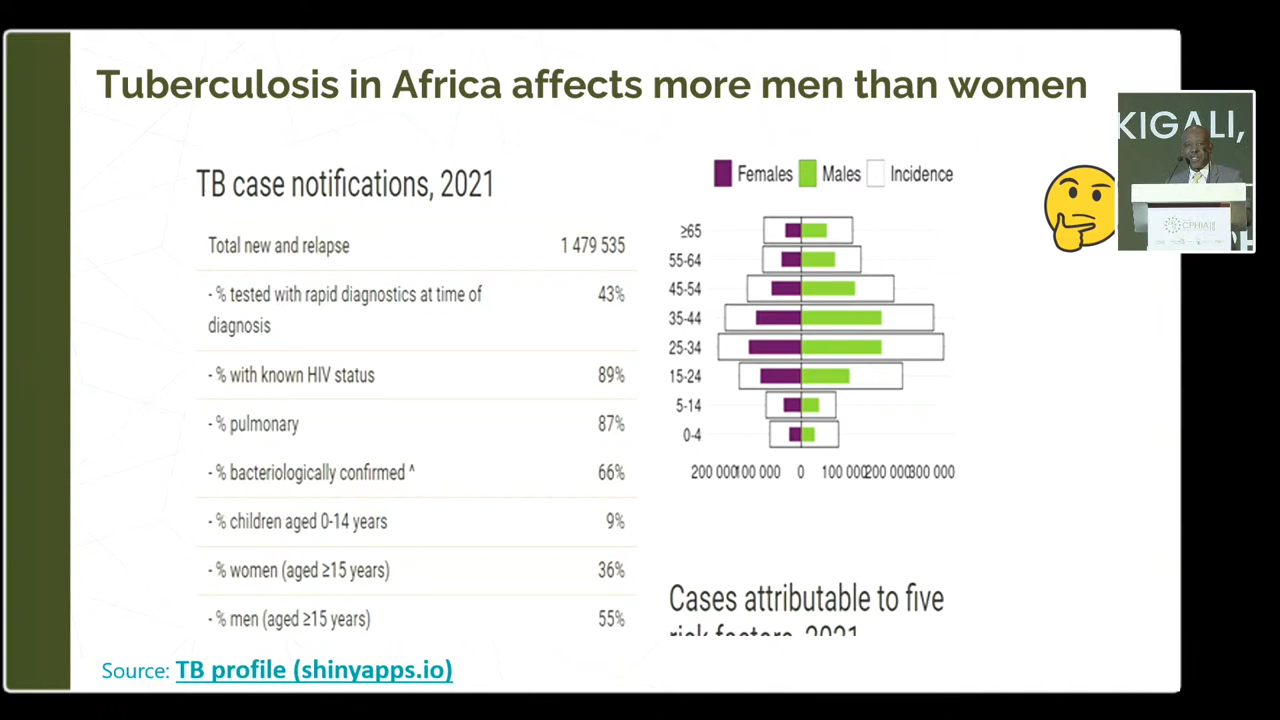 Tuberculosis in Africa affects more men than women
KIGALI,
TB case notifications, 2021
Total new and relapse 1 479 535
- % tested with rapid diagnostics at time of 43%
diagnosis
- % with known HIV status 89%
- % pulmonary 87%
- % bacteriologically confirmed ^ 66%
- % children aged 0-14 years 9%
- % women (aged ≥15 years) 36%
- % men (aged ≥15 years) 55%
Females Males Incidence
≥65
55-64
45-54
35-44
25-34
15-24
5-14
0-4
200 000 100 000 0 100 000 200 000 300 000
Cases attributable to five
risk factors, 2021
Source: TB profile (shinyapps.io)
CPHIA